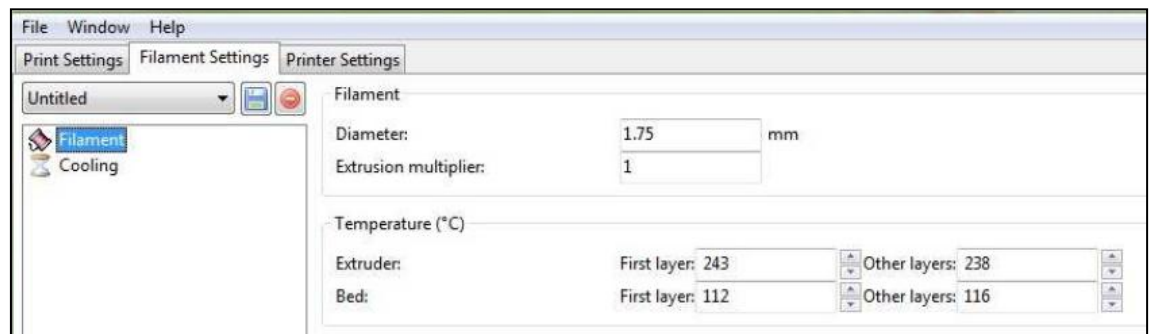 File Window Help
Print Settings Filament Settings Printer Settings
Untitled
Filament
Cooling
Filament
Diameter: 1.75 mm
Extrusion multiplier: 1
Temperature (°C)
Extruder: First layer: 243 Other layers: 238
Bed: First layer: 112 Other layers: 116